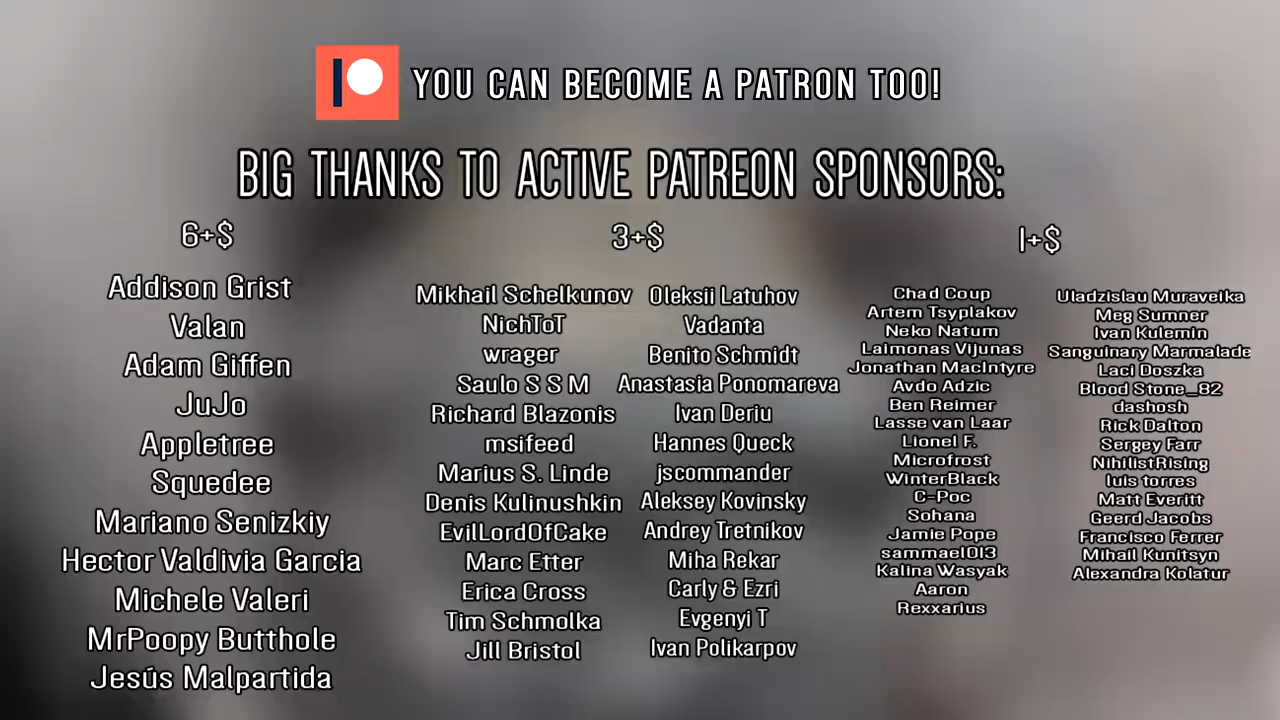 YOU CAN BECOME A PATRON TOO!
BIG THANKS TO ACTIVE PATREON SPONSORS:
6+$
Addison Grist
Valan
Adam Giffen
JuJo
Appletree
Squedee
Mariano Senizkiy
Hector Valdivia Garcia
Michele Valeri
MrPoopy Butthole
Jesús Malpartida
3+$
Mikhail Schelkunov
NichToT
wrager
Saulo S S M
Richard Blazonis
msifeed
Marius S. Linde
Denis Kulinushkin
EvilLordOfCake
Marc Etter
Erica Cross
Tim Schmolka
Jill Bristol
Oleksii Latuhov
Vadanta
Benito Schmidt
Anastasia Ponomareva
Ivan Deriu
Hannes Queck
jscommander
Aleksey Kovinsky
Andrey Tretnikov
Miha Rekar
Carly & Ezri
Evgenyi T
Ivan Polikarpov
1+$
Chad Coup
Artem Tsyplakov
Neko Natum
Laimonas Vijunas
Jonathan MacIntyre
Avdo Adzic
Ben Reimer
Lasse van Laar
Lionel F.
Microfrost
WinterBlack
C-Poc
Sohana
Jamie Pope
sammael013
Kalina Wasyak
Aaron
Rexxarius
Uladzislau Muraveika
Meg Sumner
Ivan Kulemin
Sanguinary Marmalade
Laci Doszka
Blood Stone_82
dashosh
Rick Dalton
Sergey Farr
NihilistRising
luis torres
Matt Everitt
Geerd Jacobs
Francisco Ferrer
Mihail Kunitsyn
Alexandra Kolatur